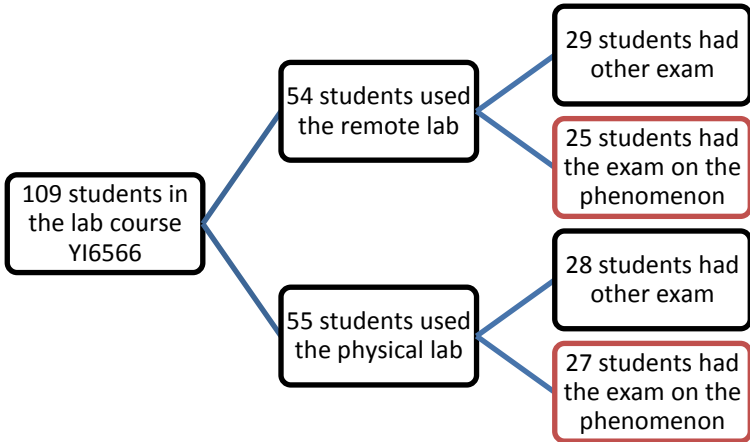 109 students in
the lab course
YI6566
54 students used
the remote lab
29 students had
other exam
25 students had
the exam on the
phenomenon
55 students used
the physical lab
28 students had
other exam
27 students had
the exam on the
phenomenon